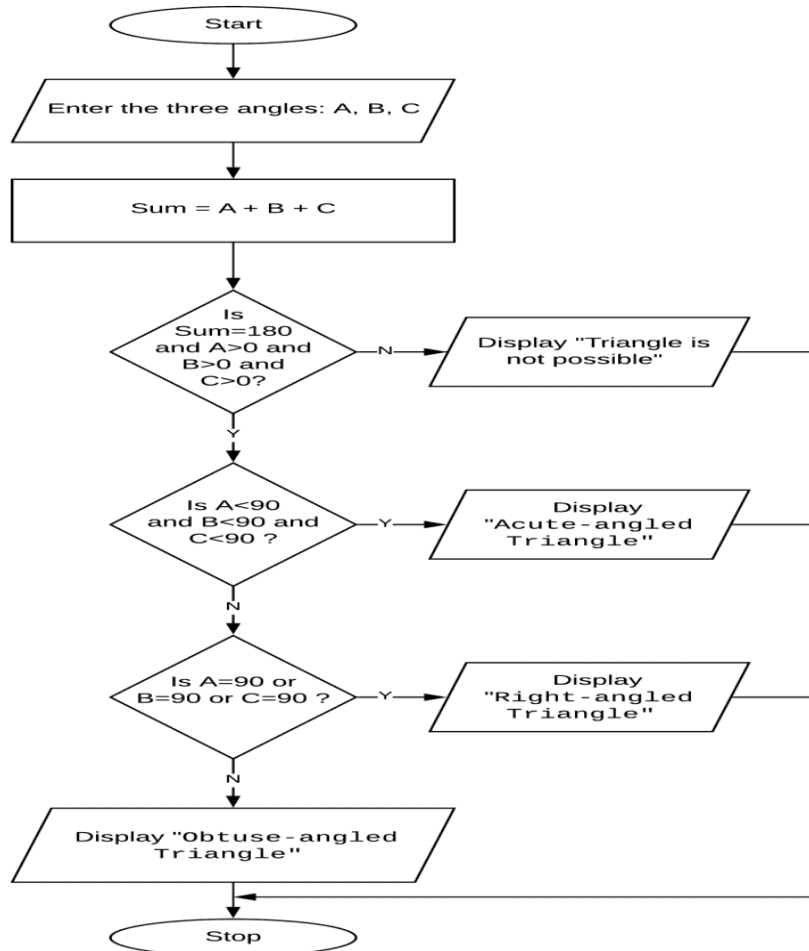 Start
Enter the three angles: A, B, C
Sum = A + B + C
Is
Sum=180
and A>0 and
B>0 and
C>0?
N
Display "Triangle is
not possible"
Y
Is A<90
and B<90 and
C<90 ?
Y
Display
"Acute-angled
Triangle"
N
Is A=90 or
B=90 or C=90 ?
Y
Display
"Right-angled
Triangle"
N
Display "Obtuse-angled
Triangle"
Stop